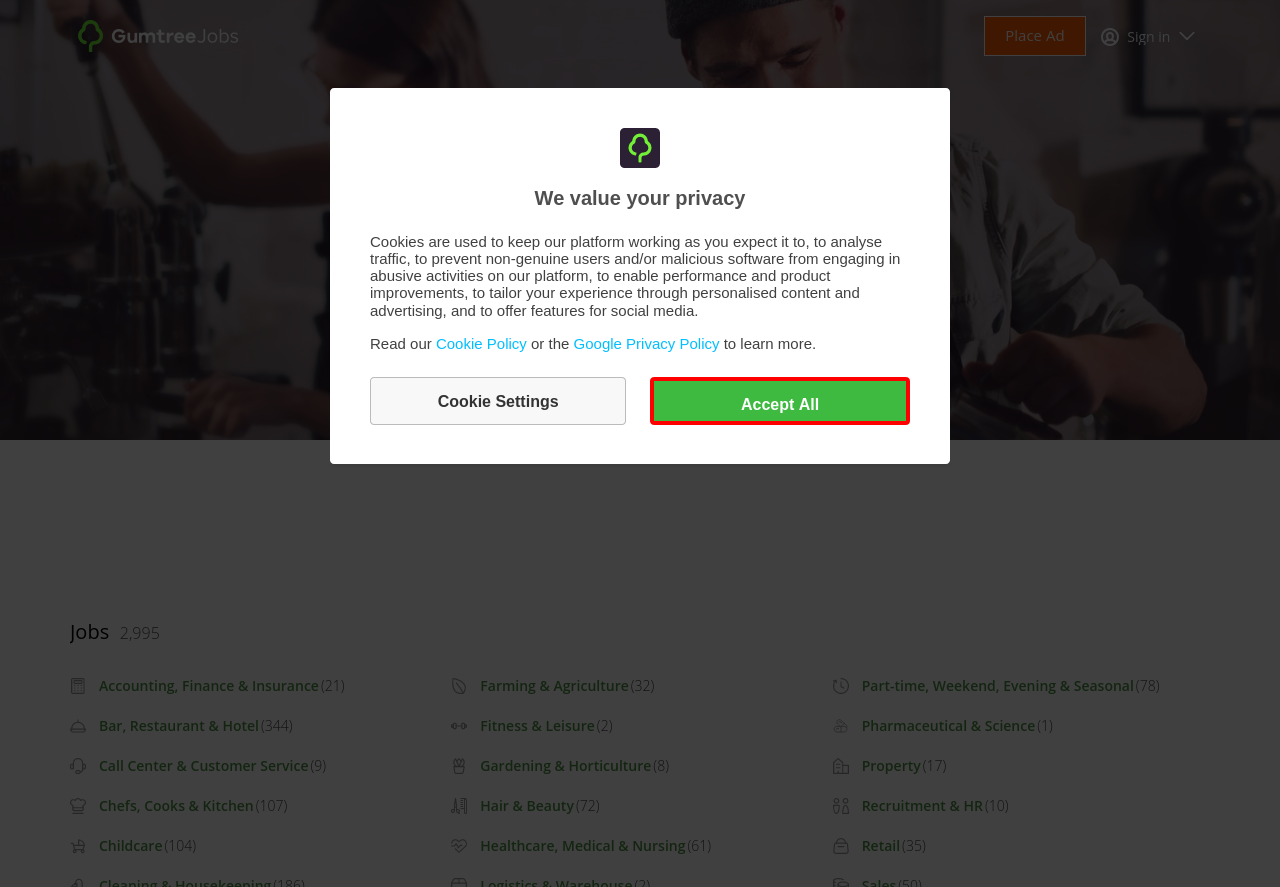 GumtreeJobs
Place Ad
Sign in
We value your privacy
Cookies are used to keep our platform working as you expect it to, to analyse
traffic, to prevent non-genuine users and/or malicious software from engaging in
abusive activities on our platform, to enable performance and product
improvements, to tailor your experience through personalised content and
advertising, and to offer features for social media.
Read our Cookie Policy or the Google Privacy Policy to learn more.
Cookie Settings
Accept All
Jobs 2,995
Accounting, Finance & Insurance (21)
Farming & Agriculture (32)
Part-time, Weekend, Evening & Seasonal (78)
Bar, Restaurant & Hotel (344)
Fitness & Leisure (2)
Pharmaceutical & Science (1)
Call Center & Customer Service (9)
Gardening & Horticulture (8)
Property (17)
Chefs, Cooks & Kitchen (107)
Hair & Beauty (72)
Recruitment & HR (10)
Childcare (104)
Healthcare, Medical & Nursing (61)
Retail (35)
Cleaning & Housekeeping (186)
Logistics & Warehouse (2)
Sales (50)